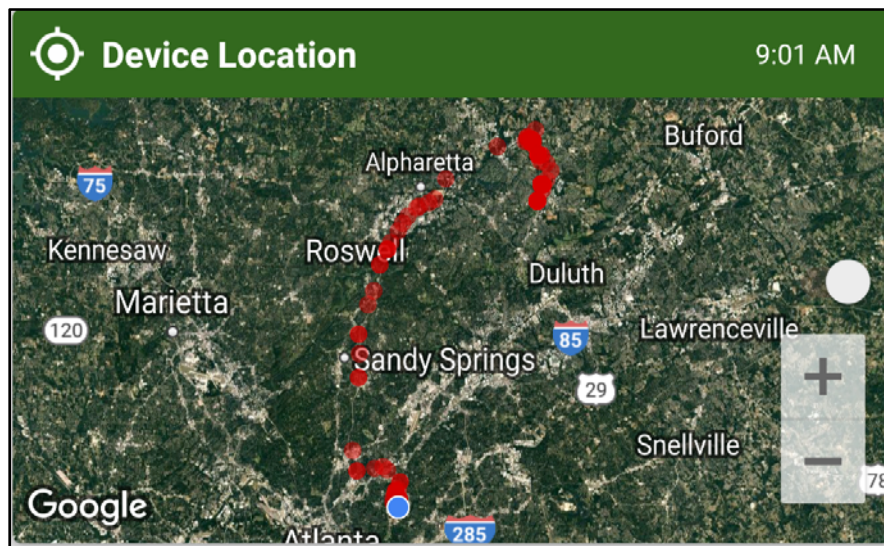 Device Location
9:01 AM
Buford
Alpharetta
75
Kennesaw
Roswell
Duluth
Marietta
120
85
Lawrenceville
Sandy Springs
29
+
Snellville
−
78
Google
Atlanta
285